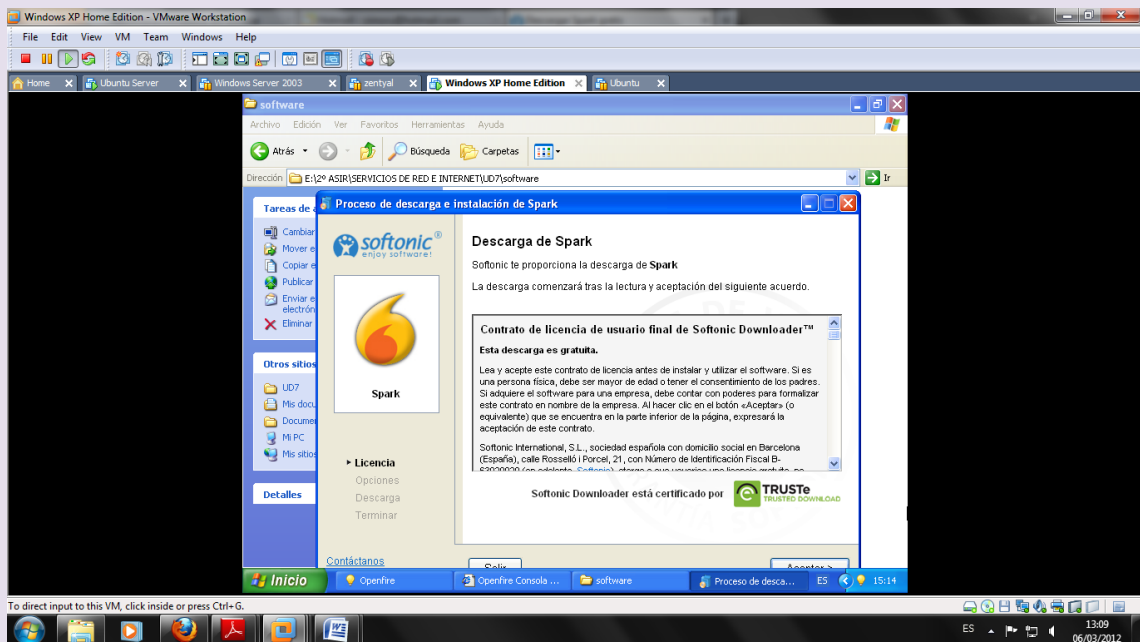 Windows XP Home Edition - VMware Workstation
File Edit View VM Team Windows Help
Home Ubuntu Server Windows Server 2003 zentyal Windows XP Home Edition Ubuntu
software
Archivo Edición Ver Favoritos Herramientas Ayuda
Atrás Búsqueda Carpetas
Dirección E:\2º ASIR\SERVICIOS DE RED E INTERNET\UD7\software Ir
Tareas de
Cambiar
Mover
Copiar
Publicar
Enviar
electrón
Eliminar
Otros sitios
UD7
Mis docu
Docume
Mi PC
Mis sitios
Detalles
Proceso de descarga e instalación de Spark
softonic®
enjoy software!
Spark
Licencia
Opciones
Descarga
Terminar
Contáctanos
Descarga de Spark
Softonic te proporciona la descarga de Spark
La descarga comenzará tras la lectura y aceptación del siguiente acuerdo.
Contrato de licencia de usuario final de Softonic Downloader™
Esta descarga es gratuita.
Lea y acepte este contrato de licencia antes de instalar y utilizar el software. Si es
una persona física, debe ser mayor de edad o tener el consentimiento de los padres.
Si adquiere el software para una empresa, debe contar con poderes para formalizar
este contrato en nombre de la empresa. Al hacer clic en el botón «Aceptar» (o
equivalente) que se encuentra en la parte inferior de la página, expresará la
aceptación de este contrato.
Softonic International, S.L., sociedad española con domicilio social en Barcelona
(España), calle Rosselló i Porcel, 21, con Número de Identificación Fiscal B-
Softonic Downloader está certificado por TRUSTe
TRUSTED DOWNLOAD
Salir Aceptar >
Inicio Openfire Openfire Consola ... software Proceso de desca... ES 15:14
To direct input to this VM, click inside or press Ctrl+G.
ES 13:09
06/03/2012